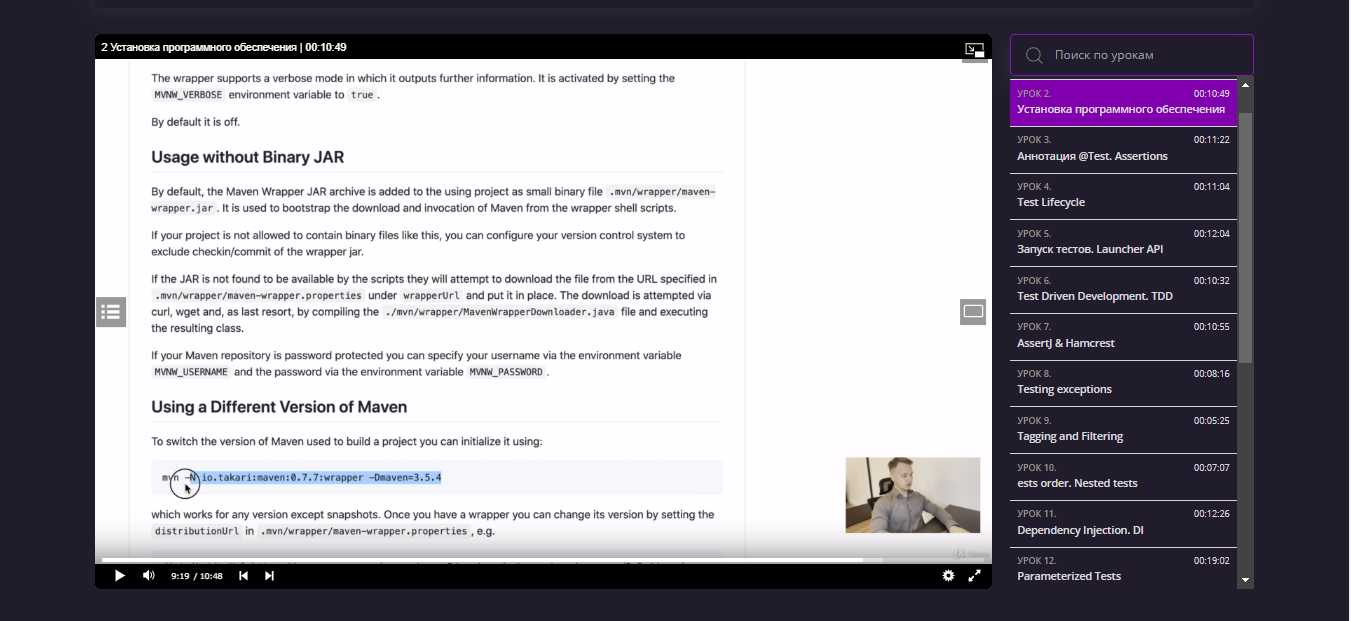 2 Установка программного обеспечения | 00:10:49
The wrapper supports a verbose mode in which it outputs further information. It is activated by setting the
MVNW_VERBOSE environment variable to true .
By default it is off.
Usage without Binary JAR
By default, the Maven Wrapper JAR archive is added to the using project as small binary file .mvn/wrapper/maven-
wrapper.jar . It is used to bootstrap the download and invocation of Maven from the wrapper shell scripts.
If your project is not allowed to contain binary files like this, you can configure your version control system to
exclude checkin/commit of the wrapper jar.
If the JAR is not found to be available by the scripts they will attempt to download the file from the URL specified in
.mvn/wrapper/maven-wrapper.properties under wrapperUrl and put it in place. The download is attempted via
curl, wget and, as last resort, by compiling the ./mvn/wrapper/MavenWrapperDownloader.java file and executing
the resulting class.
If your Maven repository is password protected you can specify your username via the environment variable
MVNW_USERNAME and the password via the environment variable MVNW_PASSWORD .
Using a Different Version of Maven
To switch the version of Maven used to build a project you can initialize it using:
mvn -N io.takari:maven:0.7.7:wrapper -Dmaven=3.5.4
which works for any version except snapshots. Once you have a wrapper you can change its version by setting the
distributionUrl in .mvn/wrapper/maven-wrapper.properties , e.g.
9:19 / 10:48
Поиск по урокам
УРОК 2. 00:10:49
Установка программного обеспечения
УРОК 3. 00:11:22
Аннотация @Test. Assertions
УРОК 4. 00:11:04
Test Lifecycle
УРОК 5. 00:12:04
Запуск тестов. Launcher API
УРОК 6. 00:10:32
Test Driven Development. TDD
УРОК 7. 00:10:55
AssertJ & Hamcrest
УРОК 8. 00:08:16
Testing exceptions
УРОК 9. 00:05:25
Tagging and Filtering
УРОК 10. 00:07:07
ests order. Nested tests
УРОК 11. 00:12:26
Dependency Injection. DI
УРОК 12. 00:19:02
Parameterized Tests